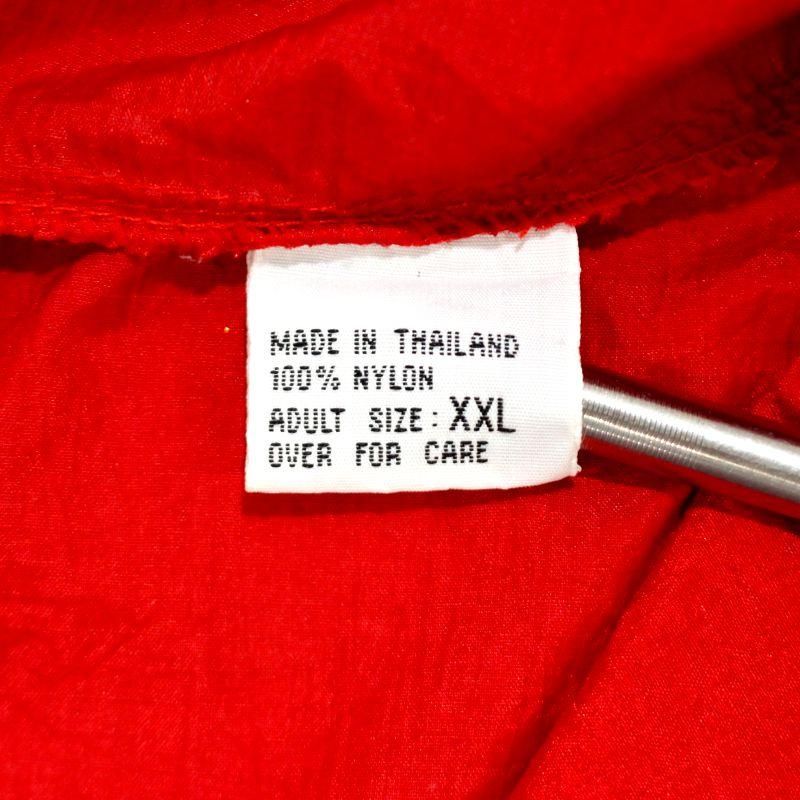 MADE IN THAILAND
100% NYLON
ADULT SIZE: XXL
OVER FOR CARE